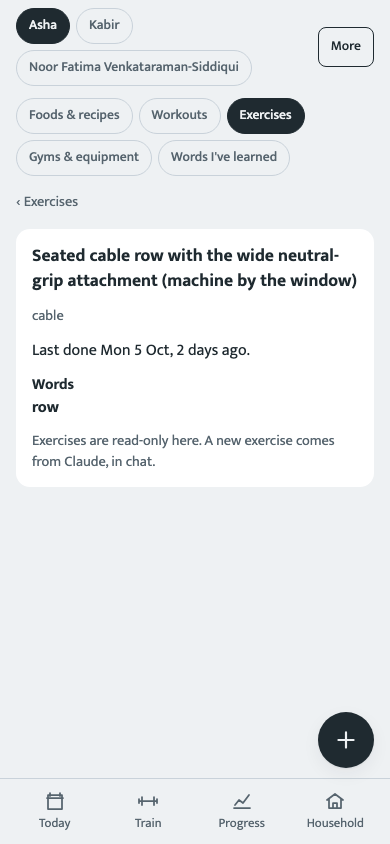 Asha
Kabir
More
Noor Fatima Venkataraman-Siddiqui
Foods & recipes
Workouts
Exercises
Gyms & equipment
Words I've learned
‹ Exercises
Seated cable row with the wide neutral-
grip attachment (machine by the window)
cable
Last done Mon 5 Oct, 2 days ago.
Words
row
Exercises are read-only here. A new exercise comes
from Claude, in chat.
Today
Train
Progress
Household